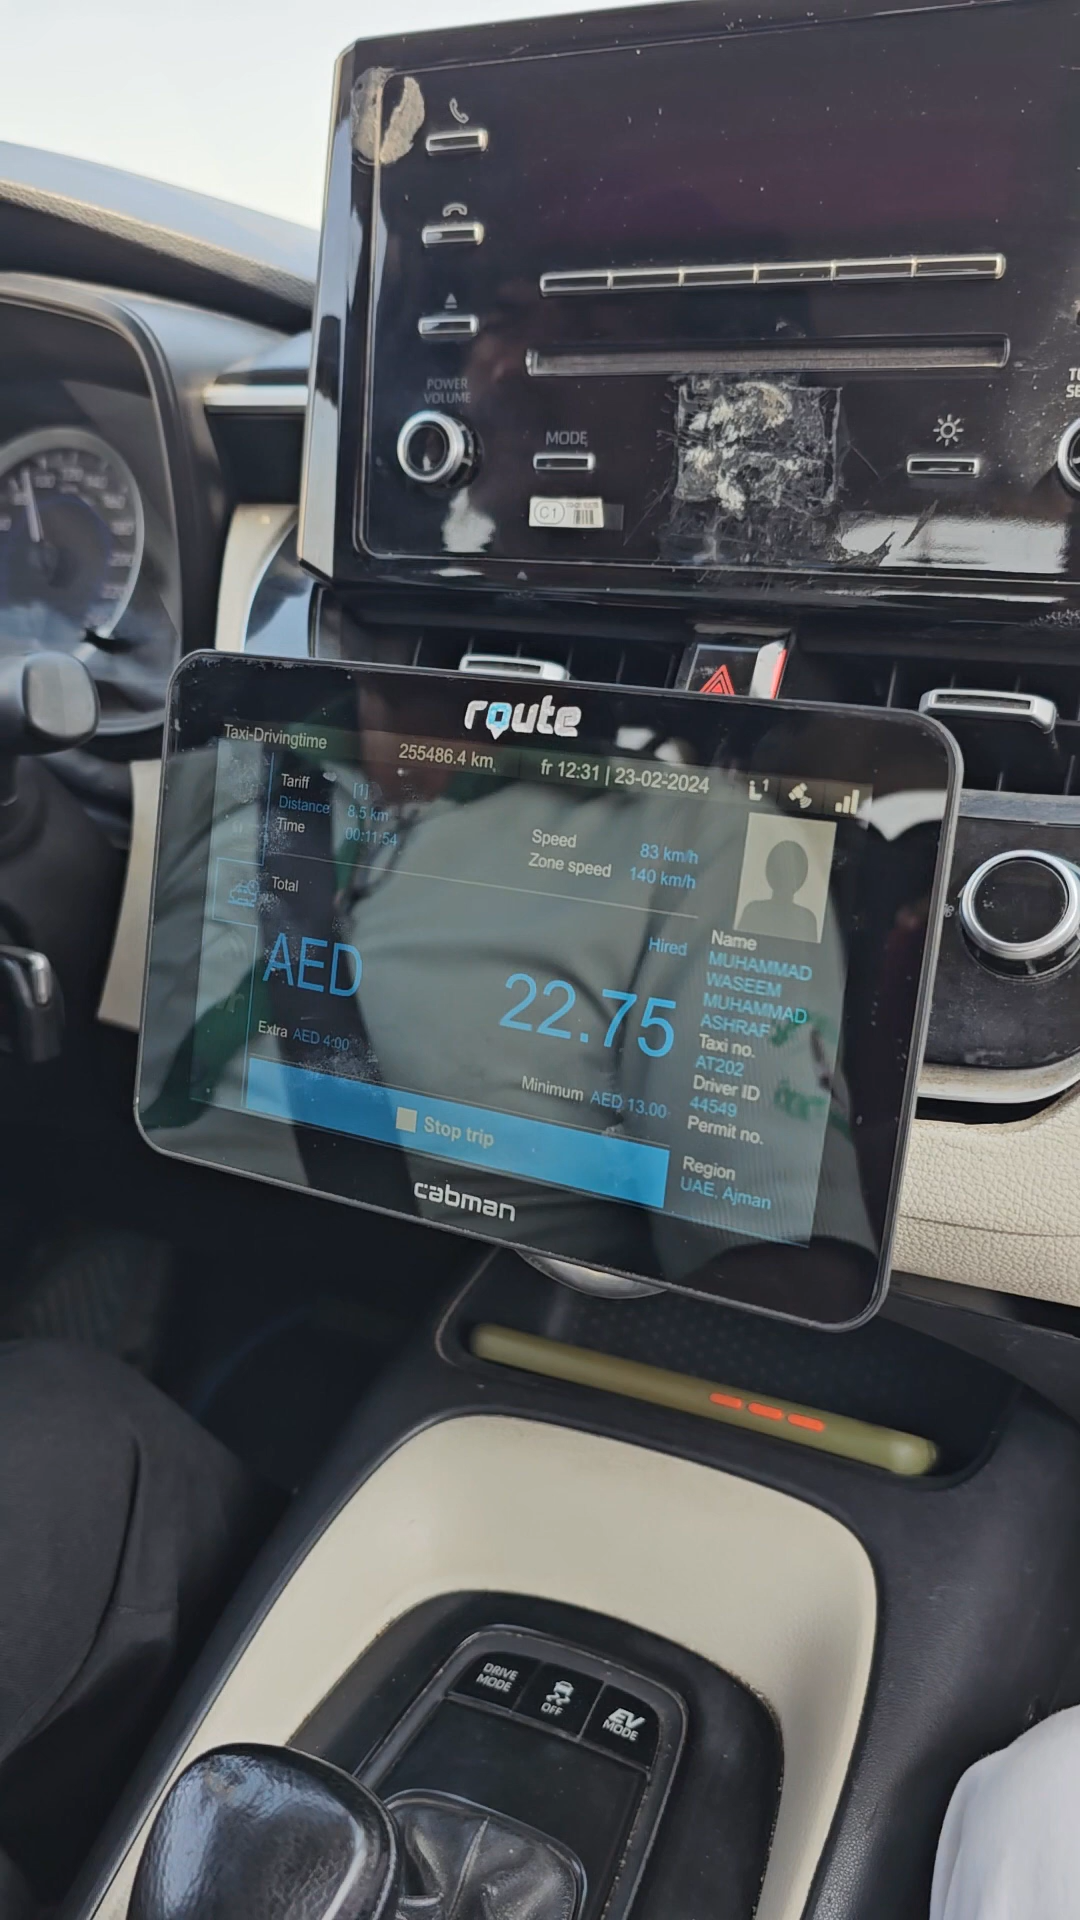 POWER
VOLUME
MODE
C1
route
Taxi-Drivingtime
255486.4 km
fr 12:31 | 23-02-2024
Tariff [1]
Distance 8.5 km
Time 00:11:54
Speed 83 km/h
Zone speed 140 km/h
Total
Hired
AED 22.75
Extra AED 4.00
Minimum AED 13.00
Stop trip
Name
MUHAMMAD
WASEEM
MUHAMMAD
ASHRAF
Taxi no.
AT202
Driver ID
44549
Permit no.
Region
UAE, Ajman
cabman
DRIVE
MODE
OFF
EV
MODE